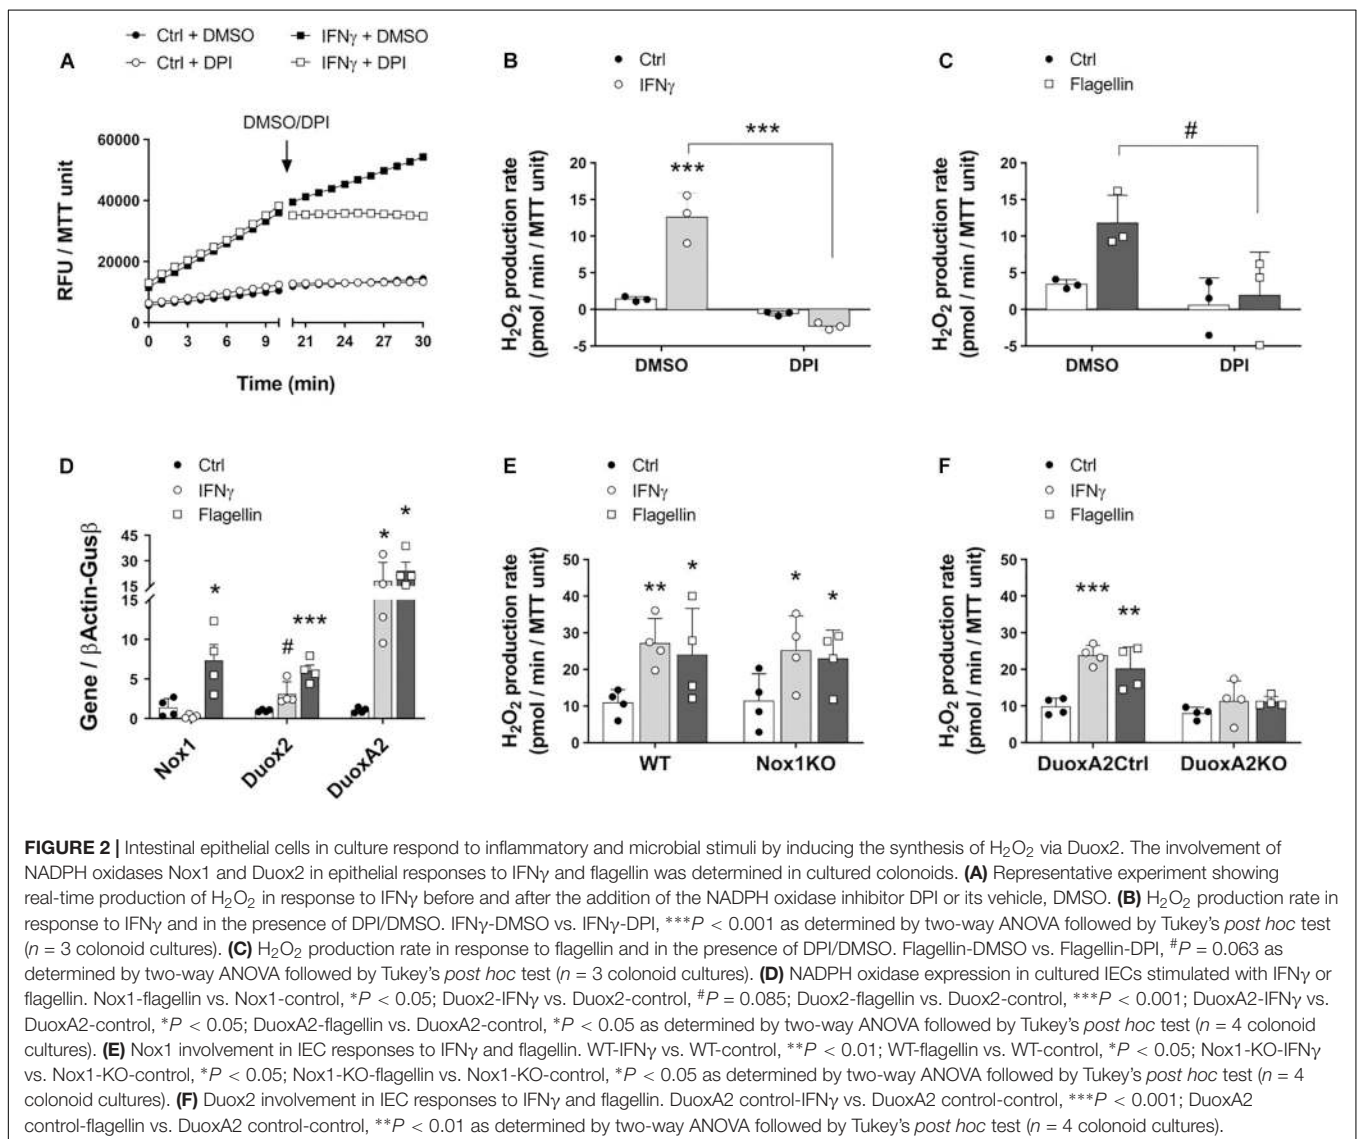 A
Ctrl + DMSO
IFNγ + DMSO
Ctrl + DPI
IFNγ + DPI
DMSO/DPI
RFU / MTT unit
60000
40000
20000
0
0 3 6 9 21 24 27 30
Time (min)
B
Ctrl
IFNγ
***
***
H2O2 production rate
(pmol / min / MTT unit)
20
15
10
5
0
-5
DMSO DPI
C
Ctrl
Flagellin
#
H2O2 production rate
(pmol / min / MTT unit)
20
15
10
5
0
-5
DMSO DPI
D
Ctrl
IFNγ
Flagellin
Gene / βActin-Gusβ
45
30
15
15
10
5
0
*
#
***
*
*
Nox1 Duox2 DuoxA2
E
Ctrl
IFNγ
Flagellin
H2O2 production rate
(pmol / min / MTT unit)
50
40
30
20
10
0
**
*
*
*
WT Nox1KO
F
Ctrl
IFNγ
Flagellin
H2O2 production rate
(pmol / min / MTT unit)
50
40
30
20
10
0
***
**
DuoxA2Ctrl DuoxA2KO
FIGURE 2 | Intestinal epithelial cells in culture respond to inflammatory and microbial stimuli by inducing the synthesis of H2O2 via Duox2. The involvement of
NADPH oxidases Nox1 and Duox2 in epithelial responses to IFNγ and flagellin was determined in cultured colonoids. (A) Representative experiment showing
real-time production of H2O2 in response to IFNγ before and after the addition of the NADPH oxidase inhibitor DPI or its vehicle, DMSO. (B) H2O2 production rate in
response to IFNγ and in the presence of DPI/DMSO. IFNγ-DMSO vs. IFNγ-DPI, ***P < 0.001 as determined by two-way ANOVA followed by Tukey's post hoc test
(n = 3 colonoid cultures). (C) H2O2 production rate in response to flagellin and in the presence of DPI/DMSO. Flagellin-DMSO vs. Flagellin-DPI, #P = 0.063 as
determined by two-way ANOVA followed by Tukey's post hoc test (n = 3 colonoid cultures). (D) NADPH oxidase expression in cultured IECs stimulated with IFNγ or
flagellin. Nox1-flagellin vs. Nox1-control, *P < 0.05; Duox2-IFNγ vs. Duox2-control, #P = 0.085; Duox2-flagellin vs. Duox2-control, ***P < 0.001; DuoxA2-IFNγ vs.
DuoxA2-control, *P < 0.05; DuoxA2-flagellin vs. DuoxA2-control, *P < 0.05 as determined by two-way ANOVA followed by Tukey's post hoc test (n = 4 colonoid
cultures). (E) Nox1 involvement in IEC responses to IFNγ and flagellin. WT-IFNγ vs. WT-control, **P < 0.01; WT-flagellin vs. WT-control, *P < 0.05; Nox1-KO-IFNγ
vs. Nox1-KO-control, *P < 0.05; Nox1-KO-flagellin vs. Nox1-KO-control, *P < 0.05 as determined by two-way ANOVA followed by Tukey's post hoc test (n = 4
colonoid cultures). (F) Duox2 involvement in IEC responses to IFNγ and flagellin. DuoxA2 control-IFNγ vs. DuoxA2 control-control, ***P < 0.001; DuoxA2
control-flagellin vs. DuoxA2 control-control, **P < 0.01 as determined by two-way ANOVA followed by Tukey's post hoc test (n = 4 colonoid cultures).